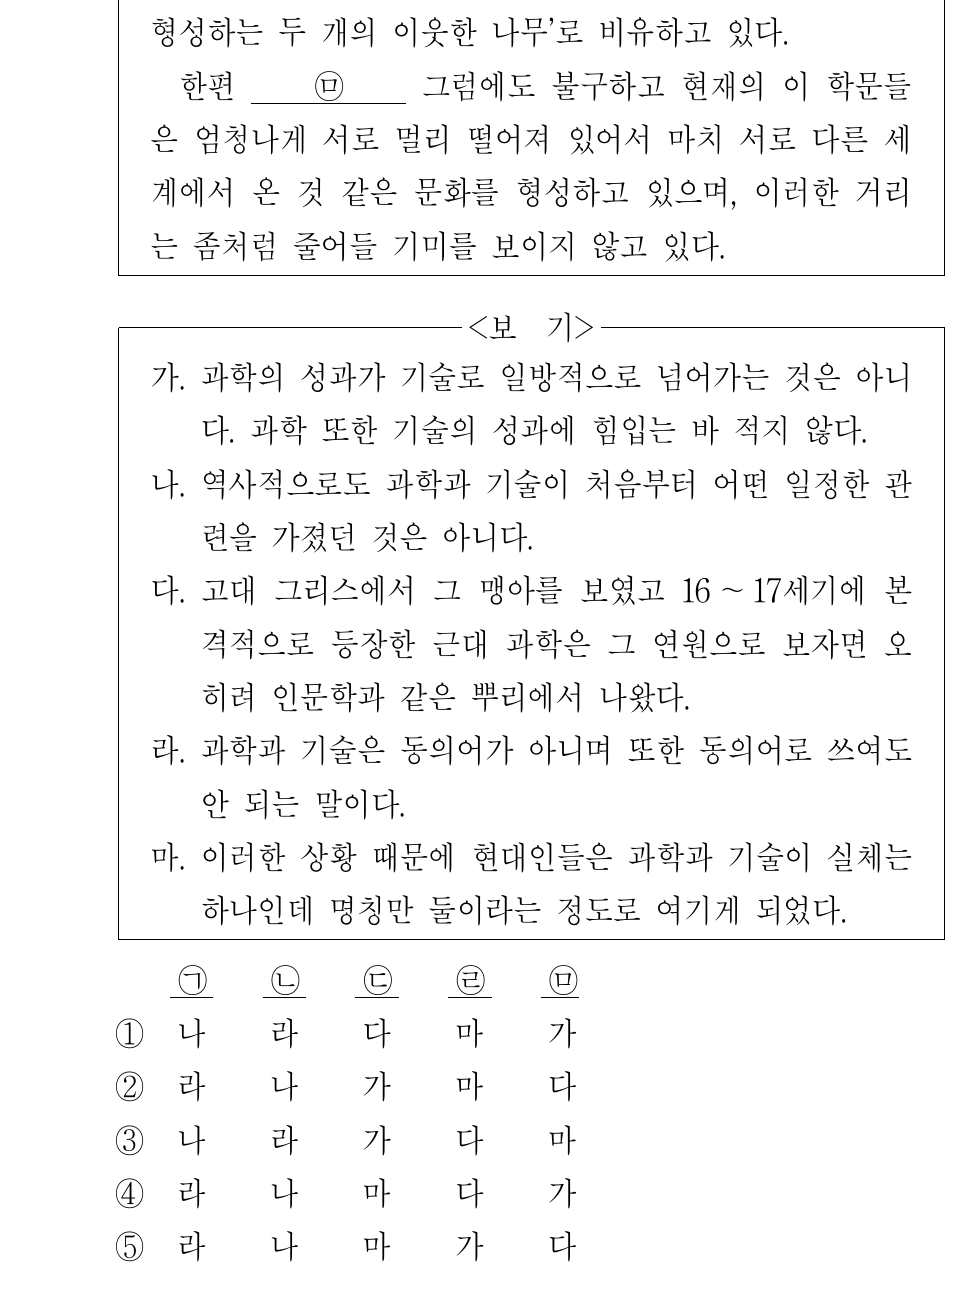 형성하는 두 개의 이웃한 나무’로 비유하고 있다.
한편 ㉤ 그럼에도 불구하고 현재의 이 학문들
은 엄청나게 서로 멀리 떨어져 있어서 마치 서로 다른 세
계에서 온 것 같은 문화를 형성하고 있으며, 이러한 거리
는 좀처럼 줄어들 기미를 보이지 않고 있다.
<보 기>
가. 과학의 성과가 기술로 일방적으로 넘어가는 것은 아니
다. 과학 또한 기술의 성과에 힘입는 바 적지 않다.
나. 역사적으로도 과학과 기술이 처음부터 어떤 일정한 관
련을 가졌던 것은 아니다.
다. 고대 그리스에서 그 맹아를 보였고 16 ~ 17세기에 본
격적으로 등장한 근대 과학은 그 연원으로 보자면 오
히려 인문학과 같은 뿌리에서 나왔다.
라. 과학과 기술은 동의어가 아니며 또한 동의어로 쓰여도
안 되는 말이다.
마. 이러한 상황 때문에 현대인들은 과학과 기술이 실체는
하나인데 명칭만 둘이라는 정도로 여기게 되었다.
㉠ ㉡ ㉢ ㉣ ㉤
① 나 라 다 마 가
② 라 나 가 마 다
③ 나 라 가 다 마
④ 라 나 마 다 가
⑤ 라 나 마 가 다